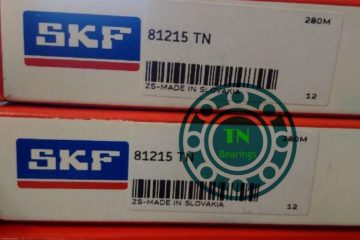 280M
SKF
81215 TN
ZS-MADE IN SLOVAKIA
12
280M
SKF
81215 TN
TN
Bearings
ZS-MADE IN SLOVAKIA
12